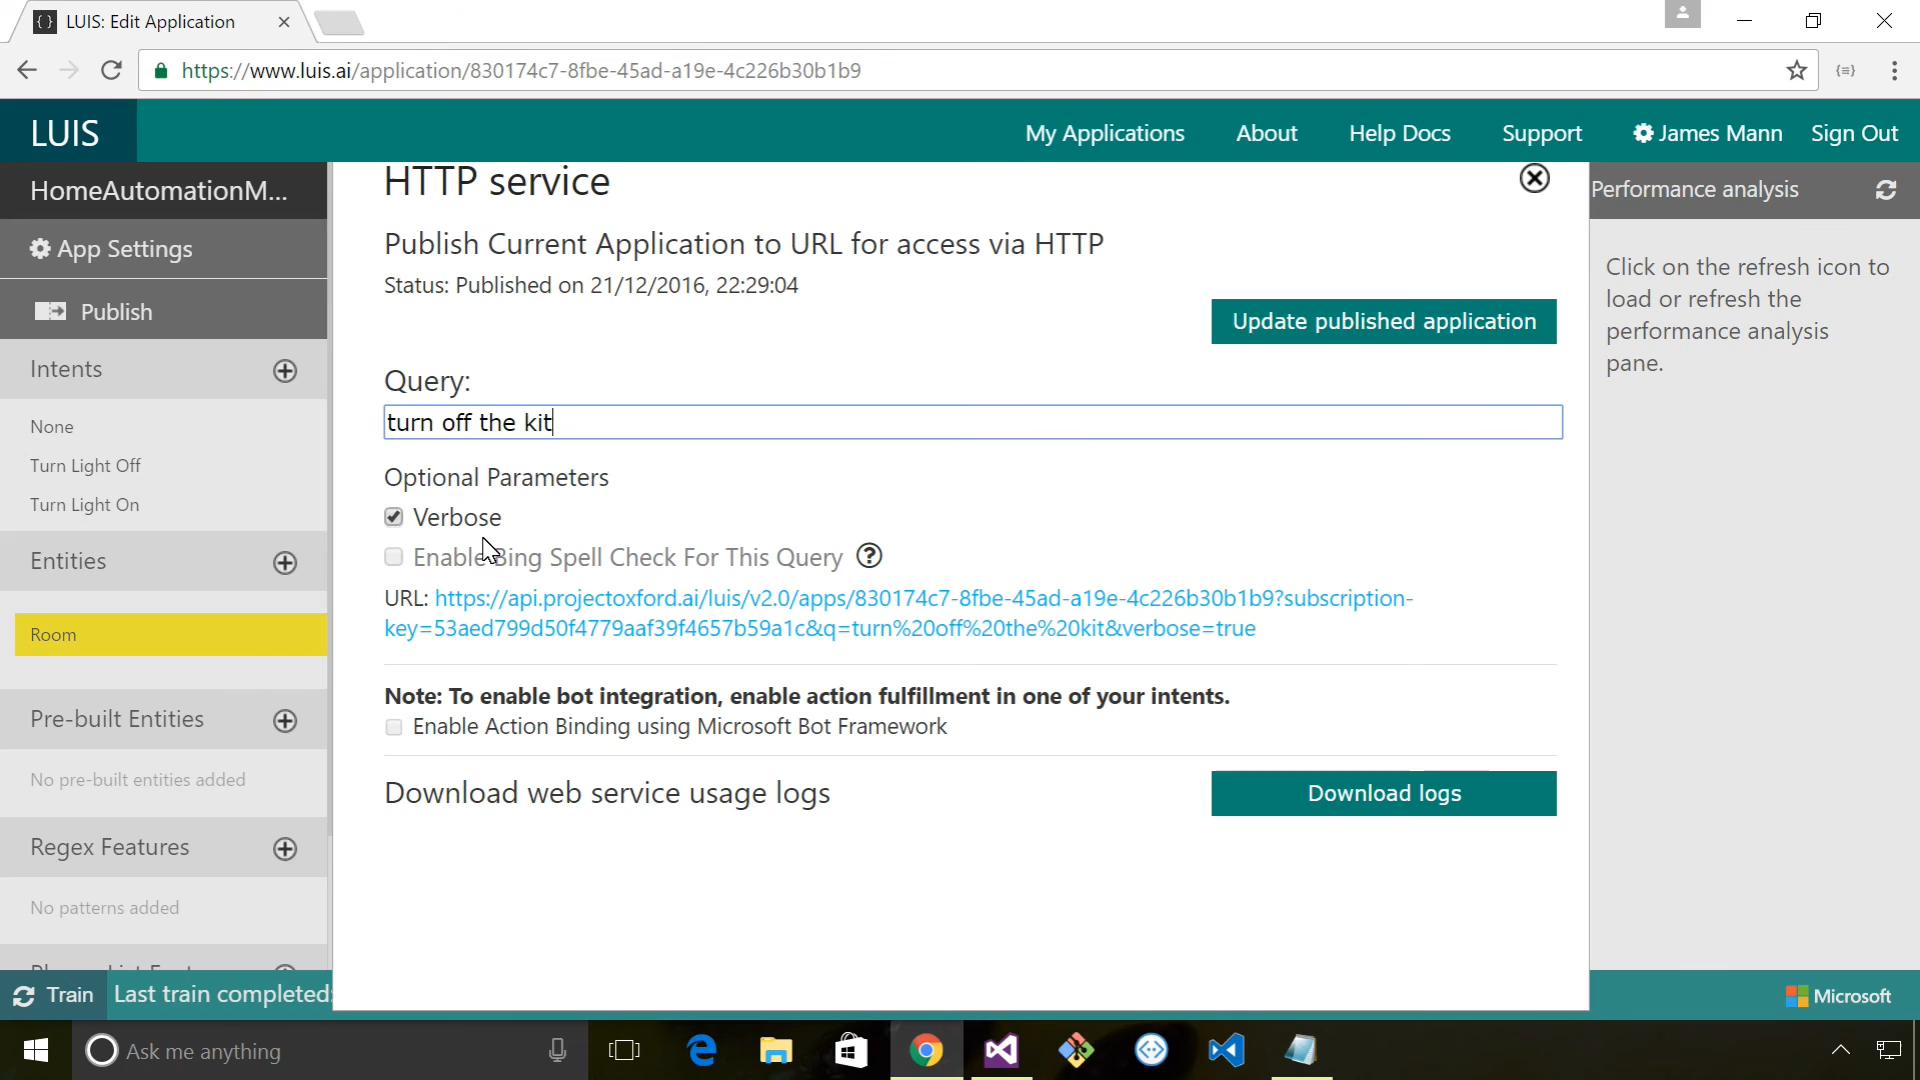 LUIS: Edit Application
https://www.luis.ai/application/830174c7-8fbe-45ad-a19e-4c226b30b1b9
LUIS
My Applications
About
Help Docs
Support
James Mann
Sign Out
HomeAutomationM...
App Settings
Publish
Intents
None
Turn Light Off
Turn Light On
Entities
Room
Pre-built Entities
No pre-built entities added
Regex Features
No patterns added
Train
Last train completed:
HTTP service
Publish Current Application to URL for access via HTTP
Status: Published on 21/12/2016, 22:29:04
Update published application
Query:
turn off the kit
Optional Parameters
Verbose
Enable Bing Spell Check For This Query
URL: https://api.projectoxford.ai/luis/v2.0/apps/830174c7-8fbe-45ad-a19e-4c226b30b1b9?subscription-
key=53aed799d50f4779aaf39f4657b59a1c&q=turn%20off%20the%20kit&verbose=true
Note: To enable bot integration, enable action fulfillment in one of your intents.
Enable Action Binding using Microsoft Bot Framework
Download web service usage logs
Download logs
Performance analysis
Click on the refresh icon to
load or refresh the
performance analysis
pane.
Microsoft
Ask me anything